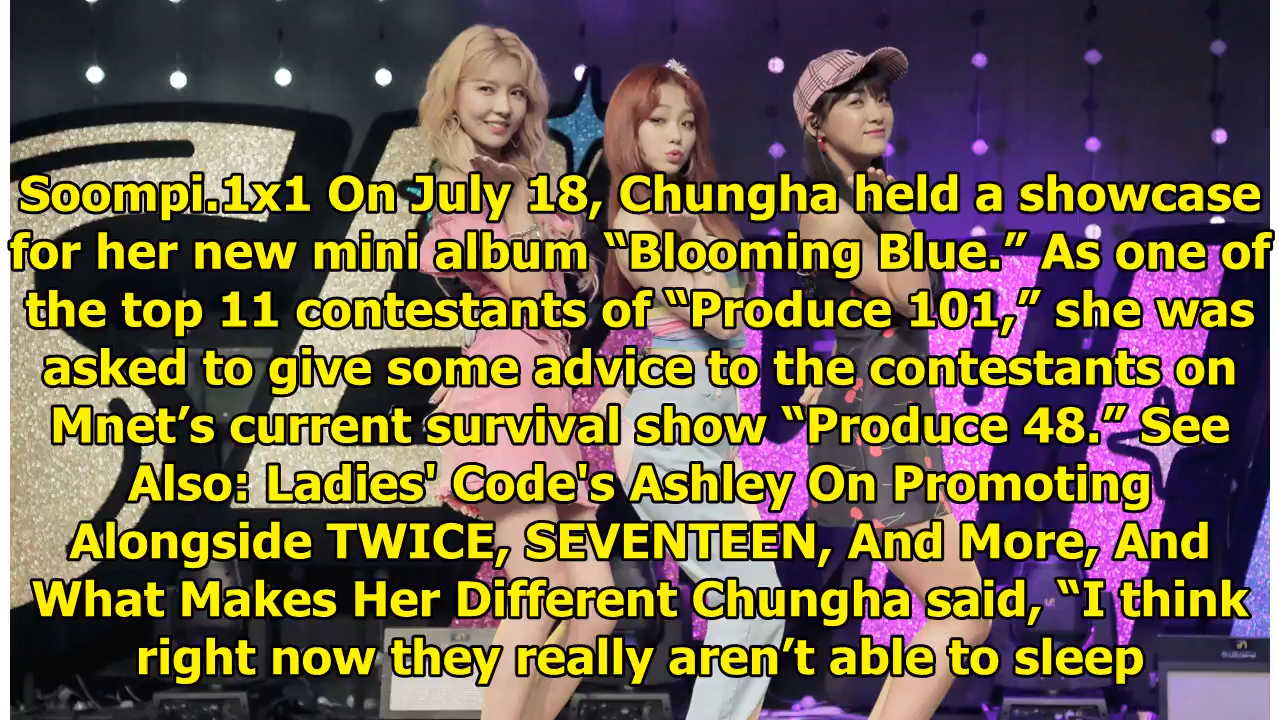 Soompi.1x1 On July 18, Chungha held a showcase
for her new mini album “Blooming Blue.” As one of
the top 11 contestants of “Produce 101,” she was
asked to give some advice to the contestants on
Mnet’s current survival show “Produce 48.” See
Also: Ladies' Code's Ashley On Promoting
Alongside TWICE, SEVENTEEN, And More, And
What Makes Her Different Chungha said, “I think
right now they really aren’t able to sleep